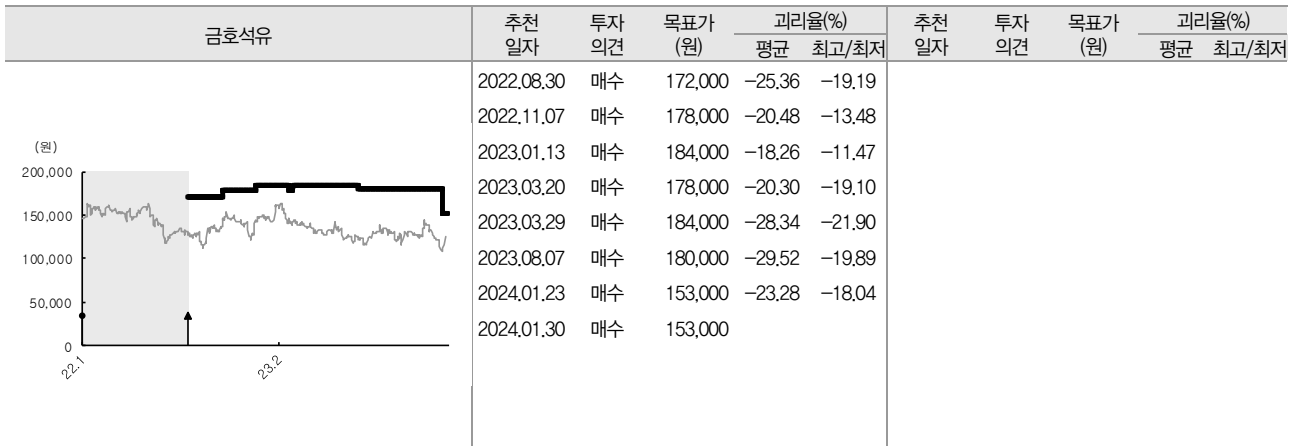 금호석유
추천 일자 투자 의견 목표가 (원) 괴리율(%) 평균 최고/최저 추천 일자 투자 의견 목표가 (원) 괴리율(%) 평균 최고/최저
(원)
200,000
150,000
100,000
50,000
0
22.1
23.2
2022.08.30 매수 172,000 -25.36 -19.19
2022.11.07 매수 178,000 -20.48 -13.48
2023.01.13 매수 184,000 -18.26 -11.47
2023.03.20 매수 178,000 -20.30 -19.10
2023.03.29 매수 184,000 -28.34 -21.90
2023.08.07 매수 180,000 -29.52 -19.89
2024.01.23 매수 153,000 -23.28 -18.04
2024.01.30 매수 153,000